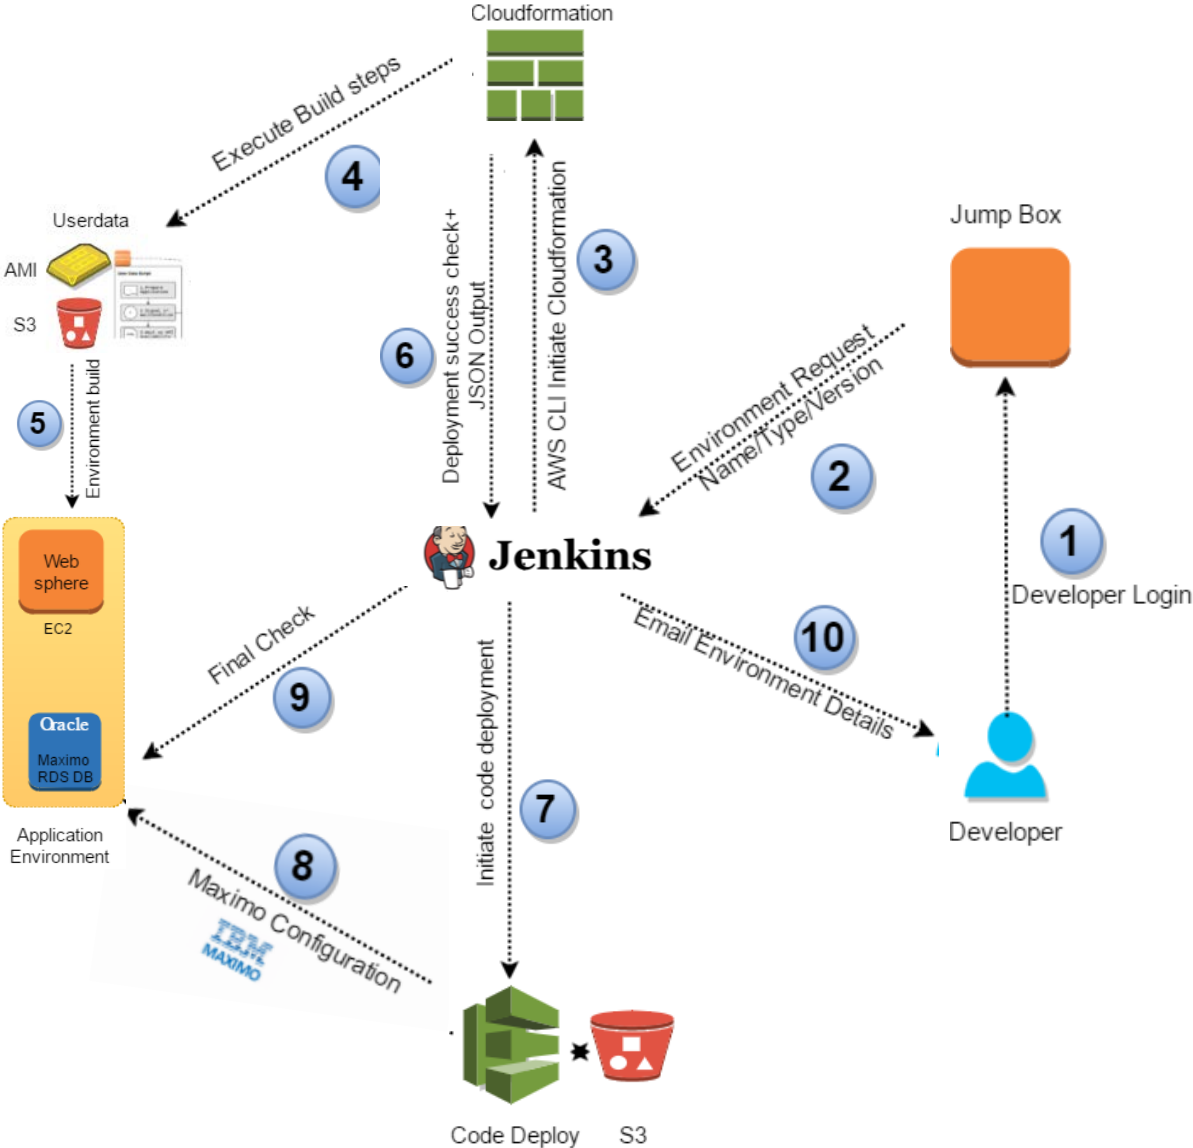 Cloudformation
Execute Build steps
4
Userdata
AMI
S3
5
Environment build
6
Deployment success check+
JSON Output
AWS CLI Initiate Cloudformation
3
Jump Box
Environment Request
Name/Type/Version
2
1
Developer Login
Jenkins
Web
sphere
EC2
Oracle
Maximo
RDS DB
Application
Environment
Final Check
9
Email Environment Details
10
Developer
Initiate code deployment
7
8
Maximo Configuration
IBM
MAXIMO
Code Deploy
S3